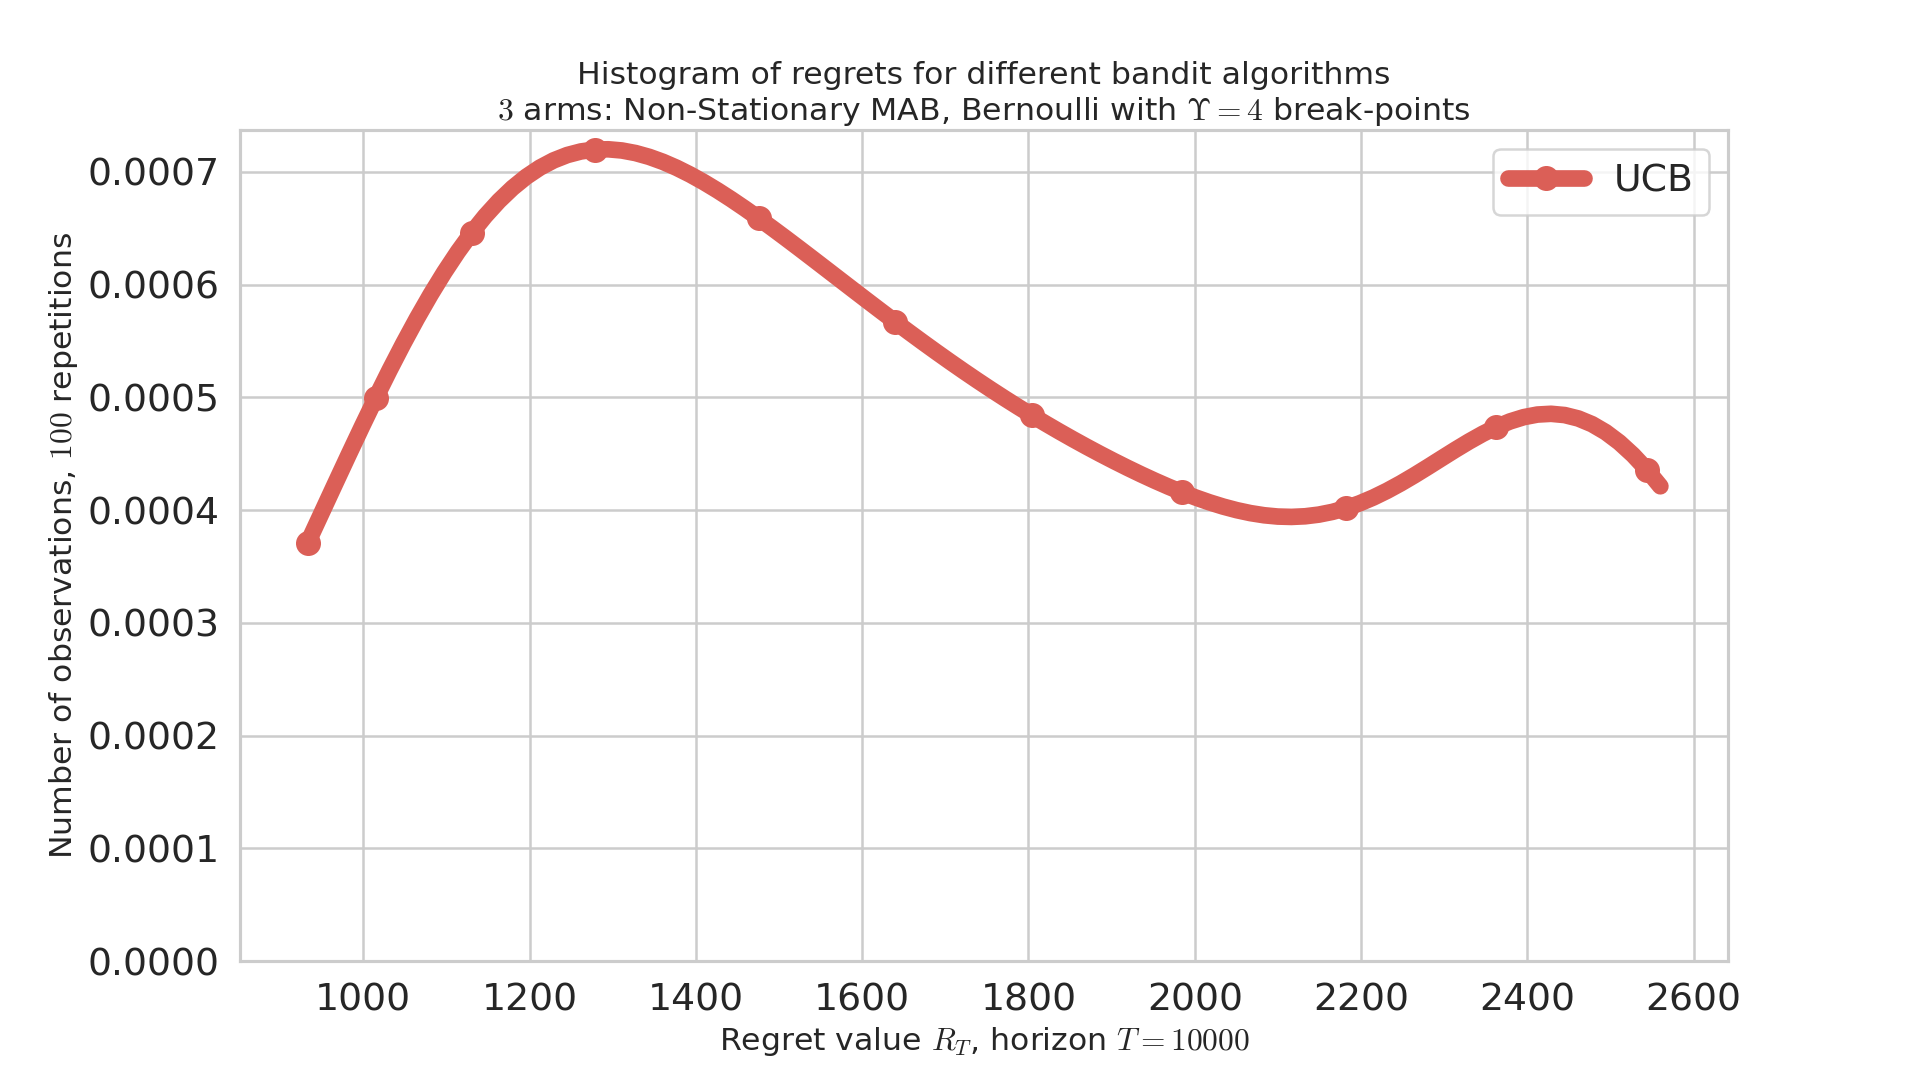 Histogram of regrets for different bandit algorithms
3 arms: Non-Stationary MAB, Bernoulli with Υ = 4 break-points
UCB
Number of observations, 100 repetitions
0.0007
0.0006
0.0005
0.0004
0.0003
0.0002
0.0001
0.0000
1000 1200 1400 1600 1800 2000 2200 2400 2600
Regret value R_T, horizon T = 10000